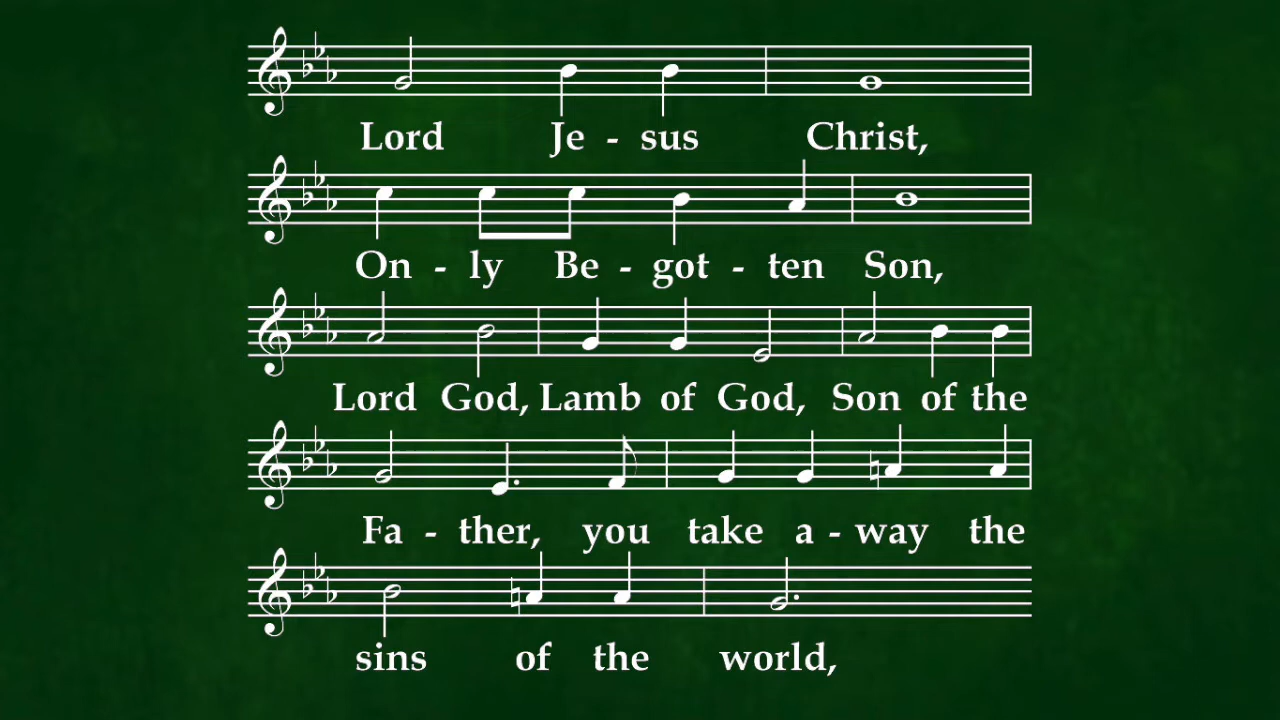 Lord Je - sus Christ,
On - ly Be - got - ten Son,
Lord God, Lamb of God, Son of the
Fa - ther, you take a - way the
sins of the world,